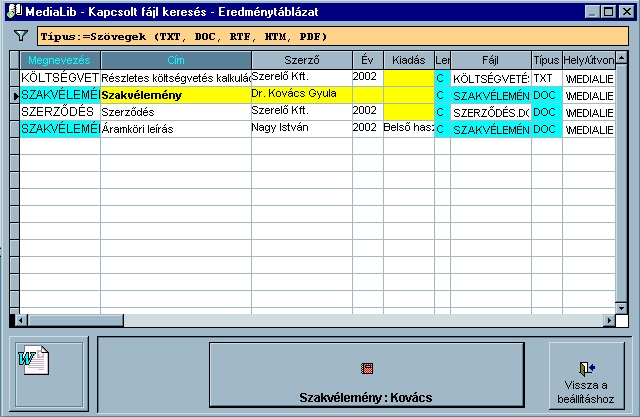 MediaLib - Kapcsolt fájl keresés - Eredménytáblázat
Típus:=Szövegek (TXT, DOC, RTF, HTM, PDF)
Megnevezés Cím Szerző Év Kiadás Ler Fájl Típus Hely/útvon
KÖLTSÉGVET Részletes költségvetés kalkulác Szerelő Kft. 2002 C KÖLTSÉGVETÉS TXT \MEDIALIE
SZAKVÉLEMÉI Szakvélemény Dr. Kovács Gyula C SZAKVÉLEMÉN DOC \MEDIALIE
SZERZŐDÉS Szerződés Szerelő Kft. 2002 C SZERZŐDÉS.DO DOC \MEDIALIE
SZAKVÉLEMÉI Áramköri leírás Nagy István 2002 Belső hasz C SZAKVÉLEMÉN DOC \MEDIALIE
W
Szakvélemény : Kovács
Vissza a
beállításhoz